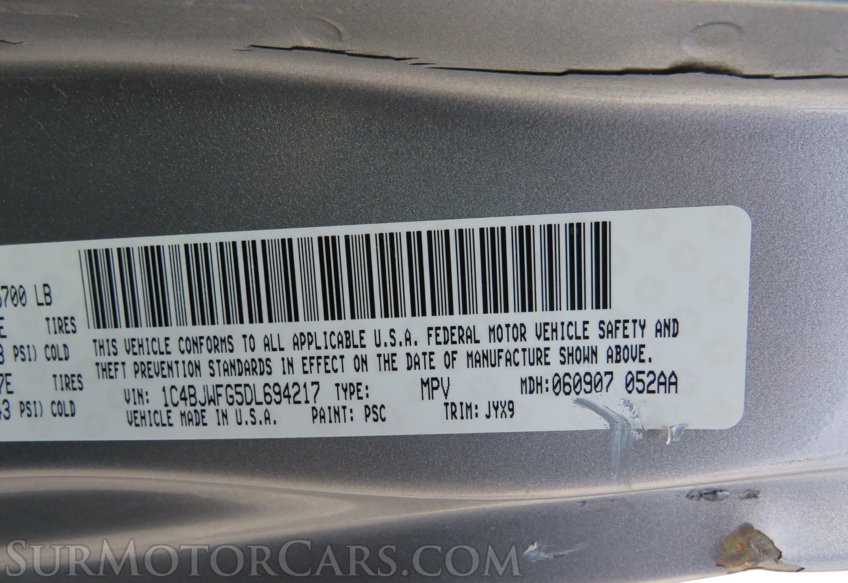 700 LB
E TIRES
PSI) COLD
7E TIRES
PSI) COLD
THIS VEHICLE CONFORMS TO ALL APPLICABLE U.S.A. FEDERAL MOTOR VEHICLE SAFETY AND
THEFT PREVENTION STANDARDS IN EFFECT ON THE DATE OF MANUFACTURE SHOWN ABOVE.
VIN: 1C4BJWFG5DL694217 TYPE: MPV MDH: 060907 052AA
VEHICLE MADE IN U.S.A. PAINT: PSC TRIM: JYX9
SURMOTORCARS.COM